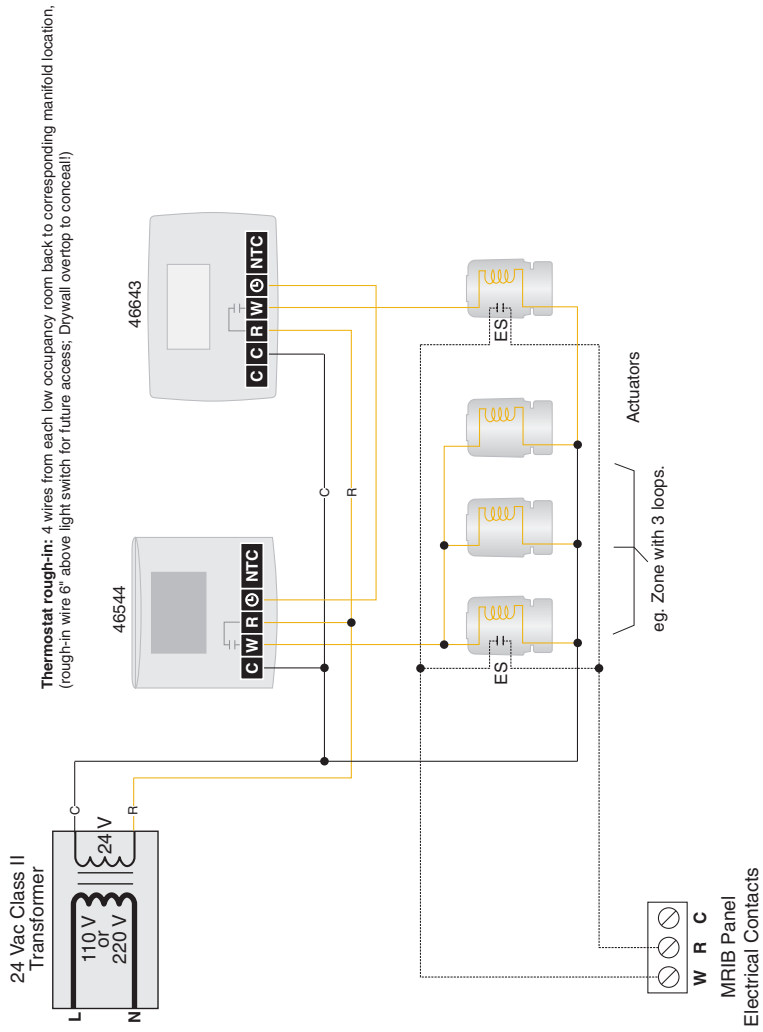 Thermostat rough-in: 4 wires from each low occupancy room back to corresponding manifold location,
(rough-in wire 6" above light switch for future access; Drywall overtop to conceal!)
24 Vac Class II
Transformer
L
N
110 V
or
220 V
24 V
C
R
46544
C W R NTC
46643
C C R W NTC
C
R
ES
ES
Actuators
eg. Zone with 3 loops.
W R C
MRIB Panel
Electrical Contacts